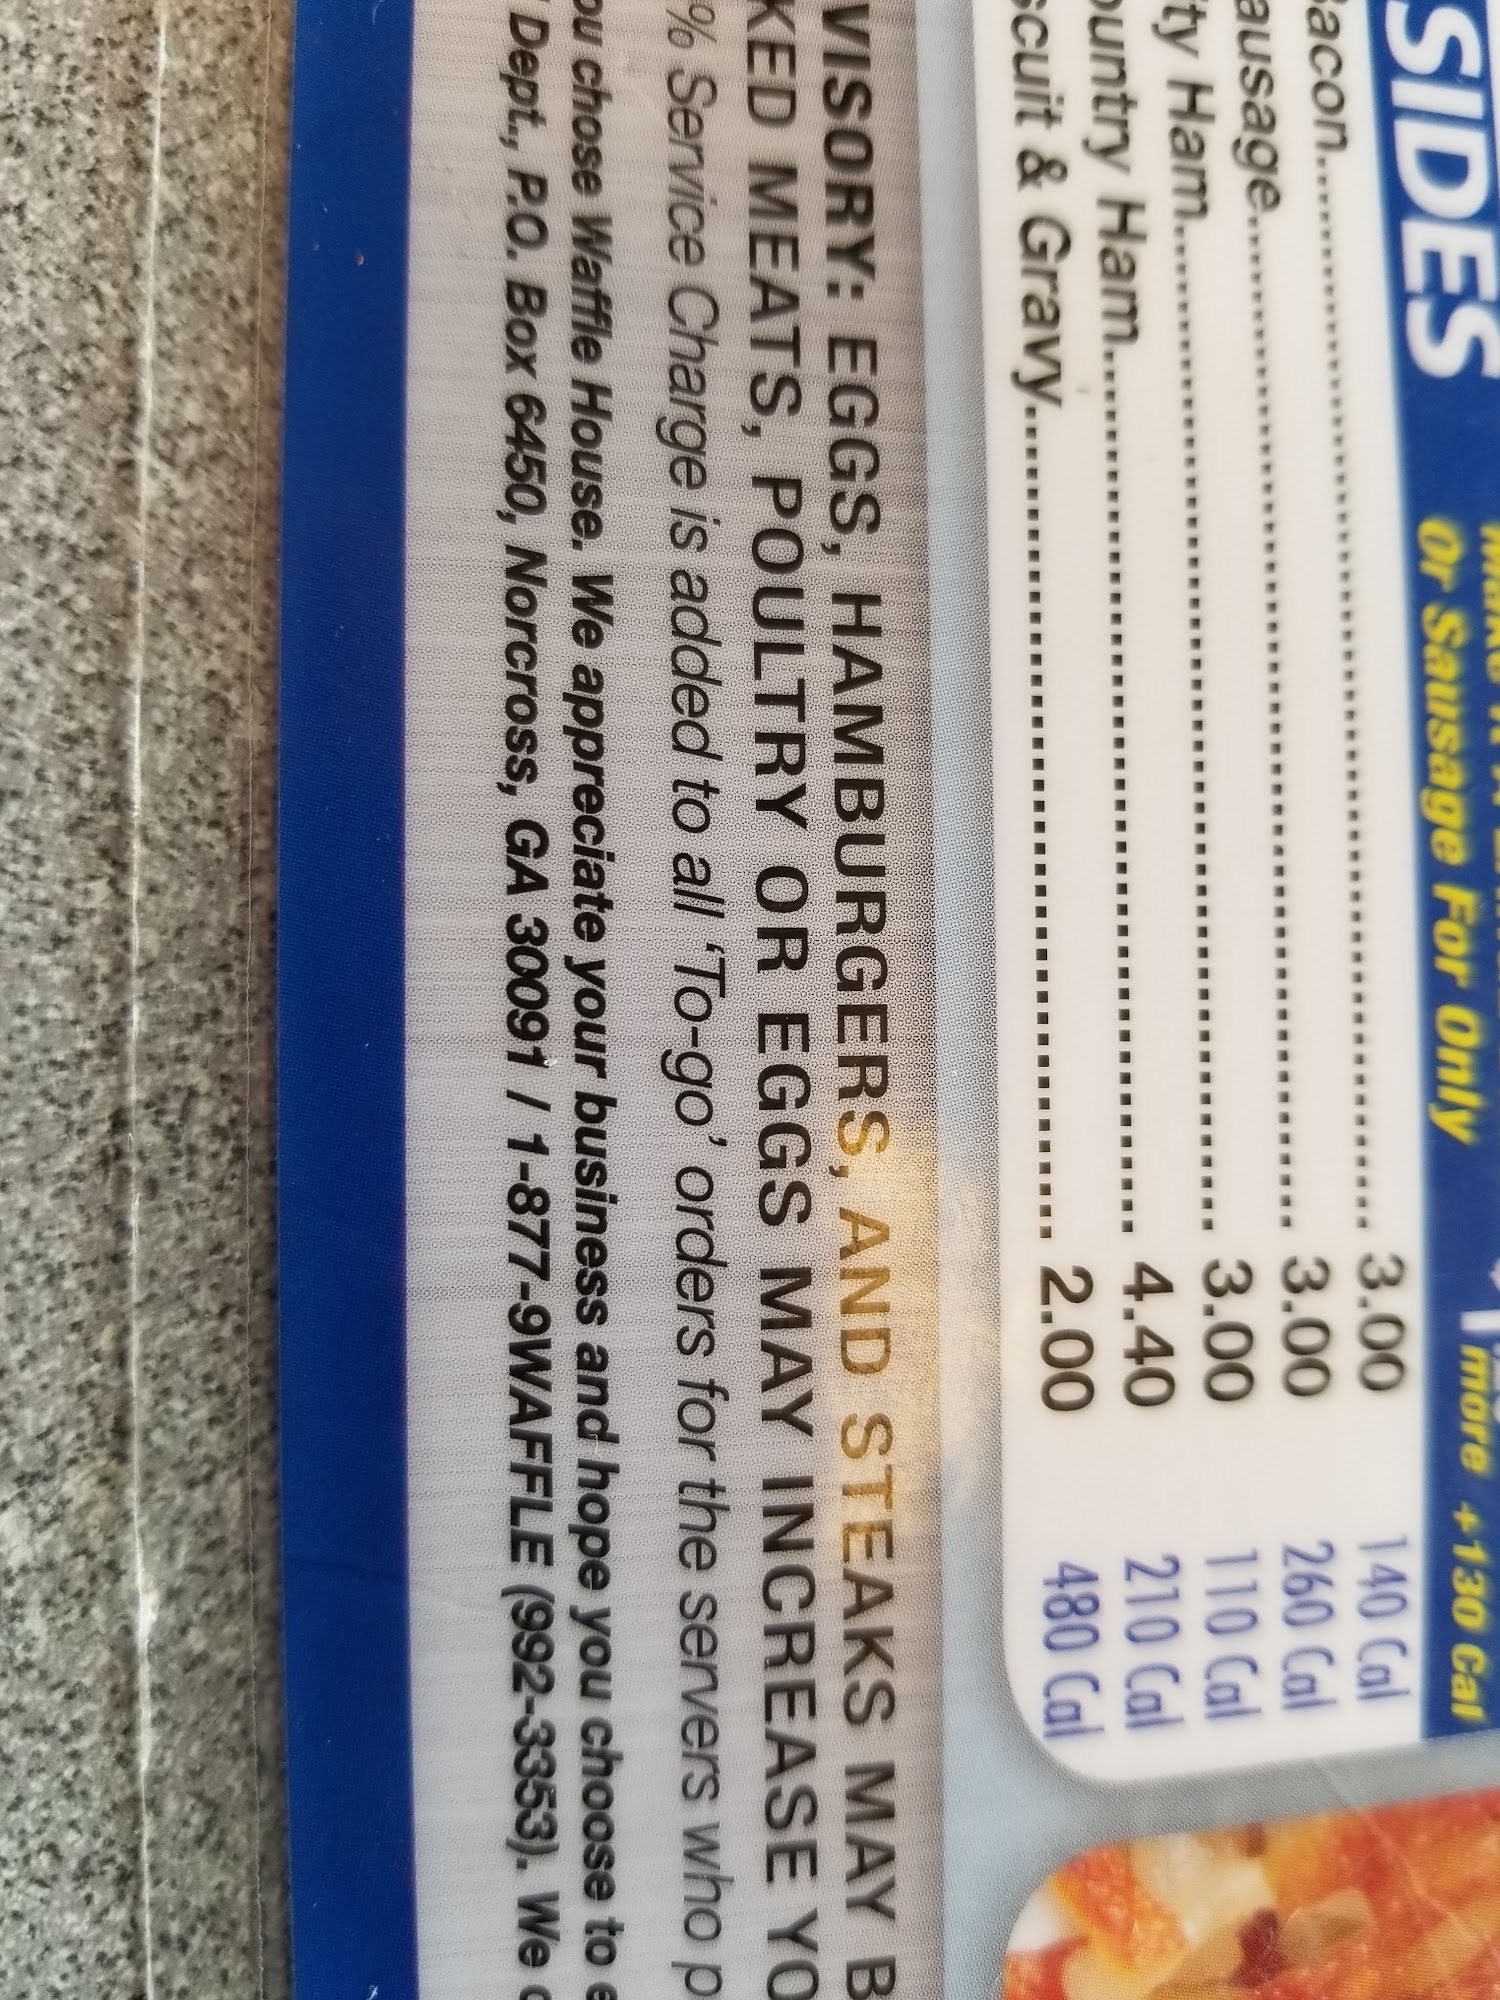 SIDES
Or Sausage For Only
more +130 Cal
Bacon 3.00 140 Cal
ausage 3.00 260 Cal
ity Ham 3.00 110 Cal
ountry Ham 4.40 210 Cal
scuit & Gravy 2.00 480 Cal
VISORY: EGGS, HAMBURGERS, AND STEAKS MAY B
KED MEATS, POULTRY OR EGGS MAY INCREASE YO
% Service Charge is added to all 'To-go' orders for the servers who p
ou chose Waffle House. We appreciate your business and hope you choose to e
Dept., P.O. Box 6450, Norcross, GA 30091 / 1-877-9WAFFLE (992-3353). We